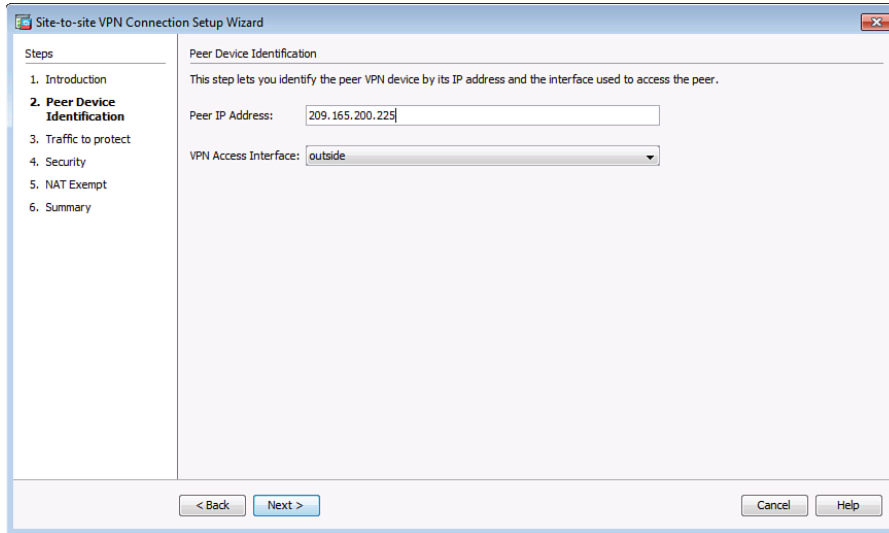 Site-to-site VPN Connection Setup Wizard
Steps
1. Introduction
2. Peer Device
Identification
3. Traffic to protect
4. Security
5. NAT Exempt
6. Summary
Peer Device Identification
This step lets you identify the peer VPN device by its IP address and the interface used to access the peer.
Peer IP Address: 209.165.200.225
VPN Access Interface: outside
< Back Next > Cancel Help